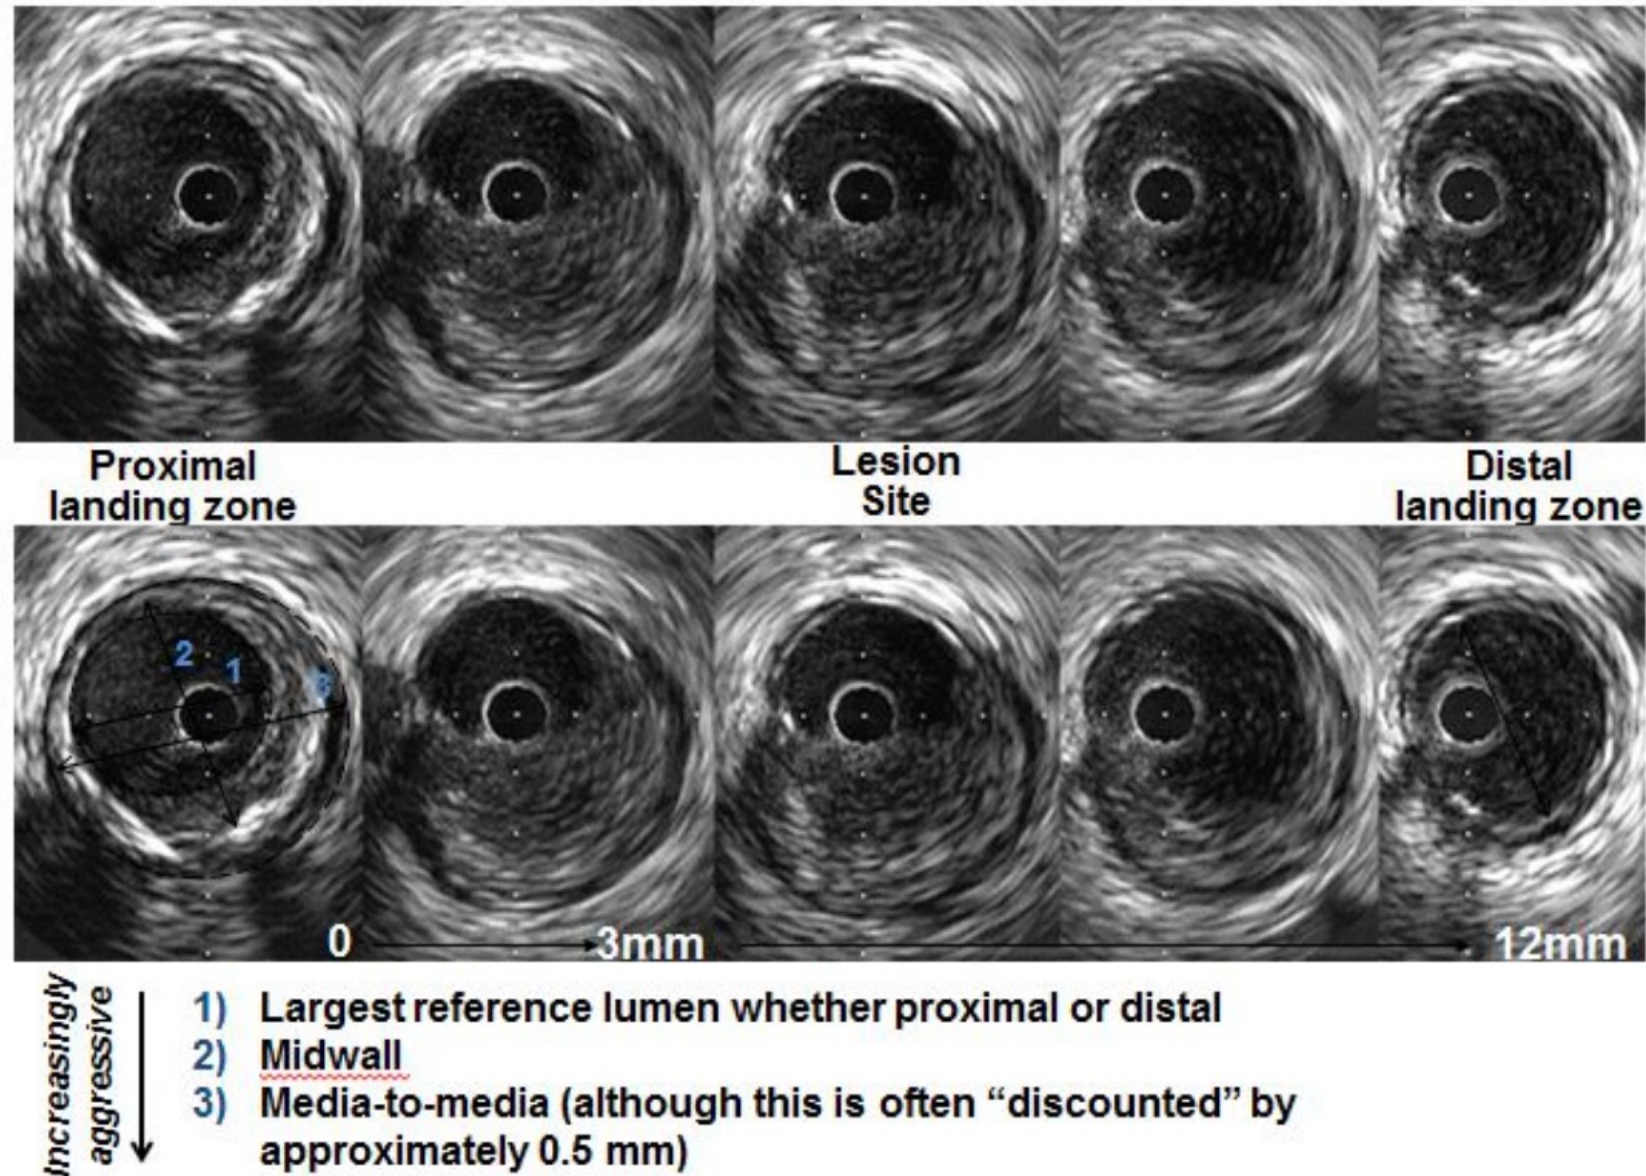 Proximal
landing zone
Lesion
Site
Distal
landing zone
2
1
3
0
3mm
12mm
Increasingly
aggressive
1) Largest reference lumen whether proximal or distal
2) Midwall
3) Media-to-media (although this is often “discounted” by
approximately 0.5 mm)